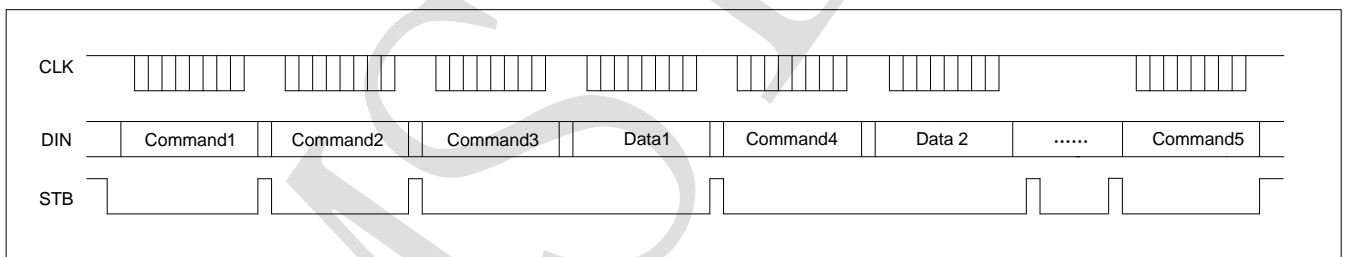 CLK
DIN Command1 Command2 Command3 Data1 Command4 Data 2 ...... Command5
STB